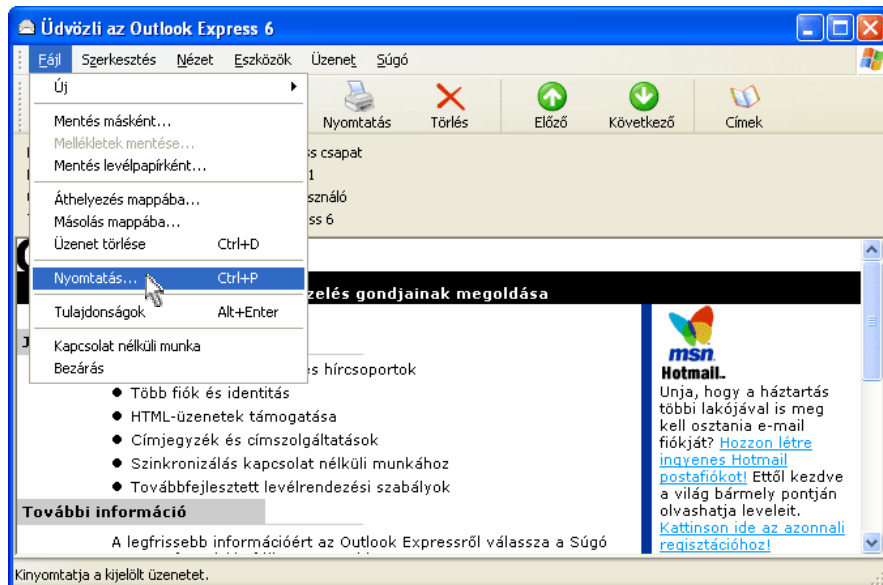 Üdvözli az Outlook Express 6
Fájl Szerkesztés Nézet Eszközök Üzenet Súgó
Új
Mentés másként...
Mellékletek mentése...
Mentés levélpapírként...
Áthelyezés mappába...
Másolás mappába...
Üzenet törlése Ctrl+D
Nyomtatás... Ctrl+P
Tulajdonságok Alt+Enter
Kapcsolat nélküli munka
Bezárás
Nyomtatás Törlés Előző Következő Címek
csapat
ss 6
gondjainak megoldása
hírcsoportok
● Több fiók és identitás
● HTML-üzenetek támogatása
● Címjegyzék és címszolgáltatások
● Szinkronizálás kapcsolat nélküli munkához
● Továbbfejlesztett levélrendezési szabályok
További információ
A legfrissebb információért az Outlook Expressről válassza a Súgó
msn
Hotmail.
Unja, hogy a háztartás
többi lakójával is meg
kell osztania e-mail
fiókját? Hozzon létre
ingyenes Hotmail
postafiókot! Ettől kezdve
a világ bármely pontján
olvashatja leveleit.
Kattinson ide az azonnali
regisztációhoz!
Kinyomtatja a kijelölt üzenetet.